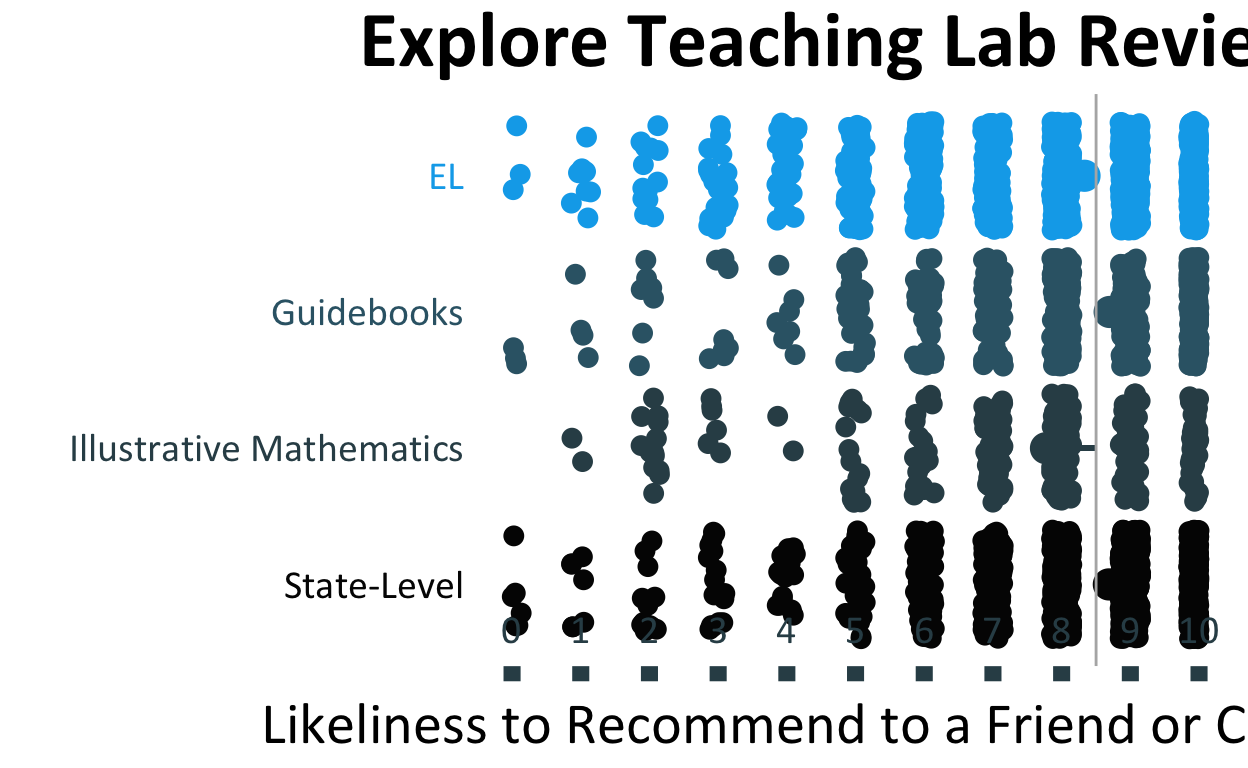 Explore Teaching Lab Revie
EL
Guidebooks
Illustrative Mathematics
State-Level
0 1 2 3 4 5 6 7 8 9 10
Likeliness to Recommend to a Friend or C